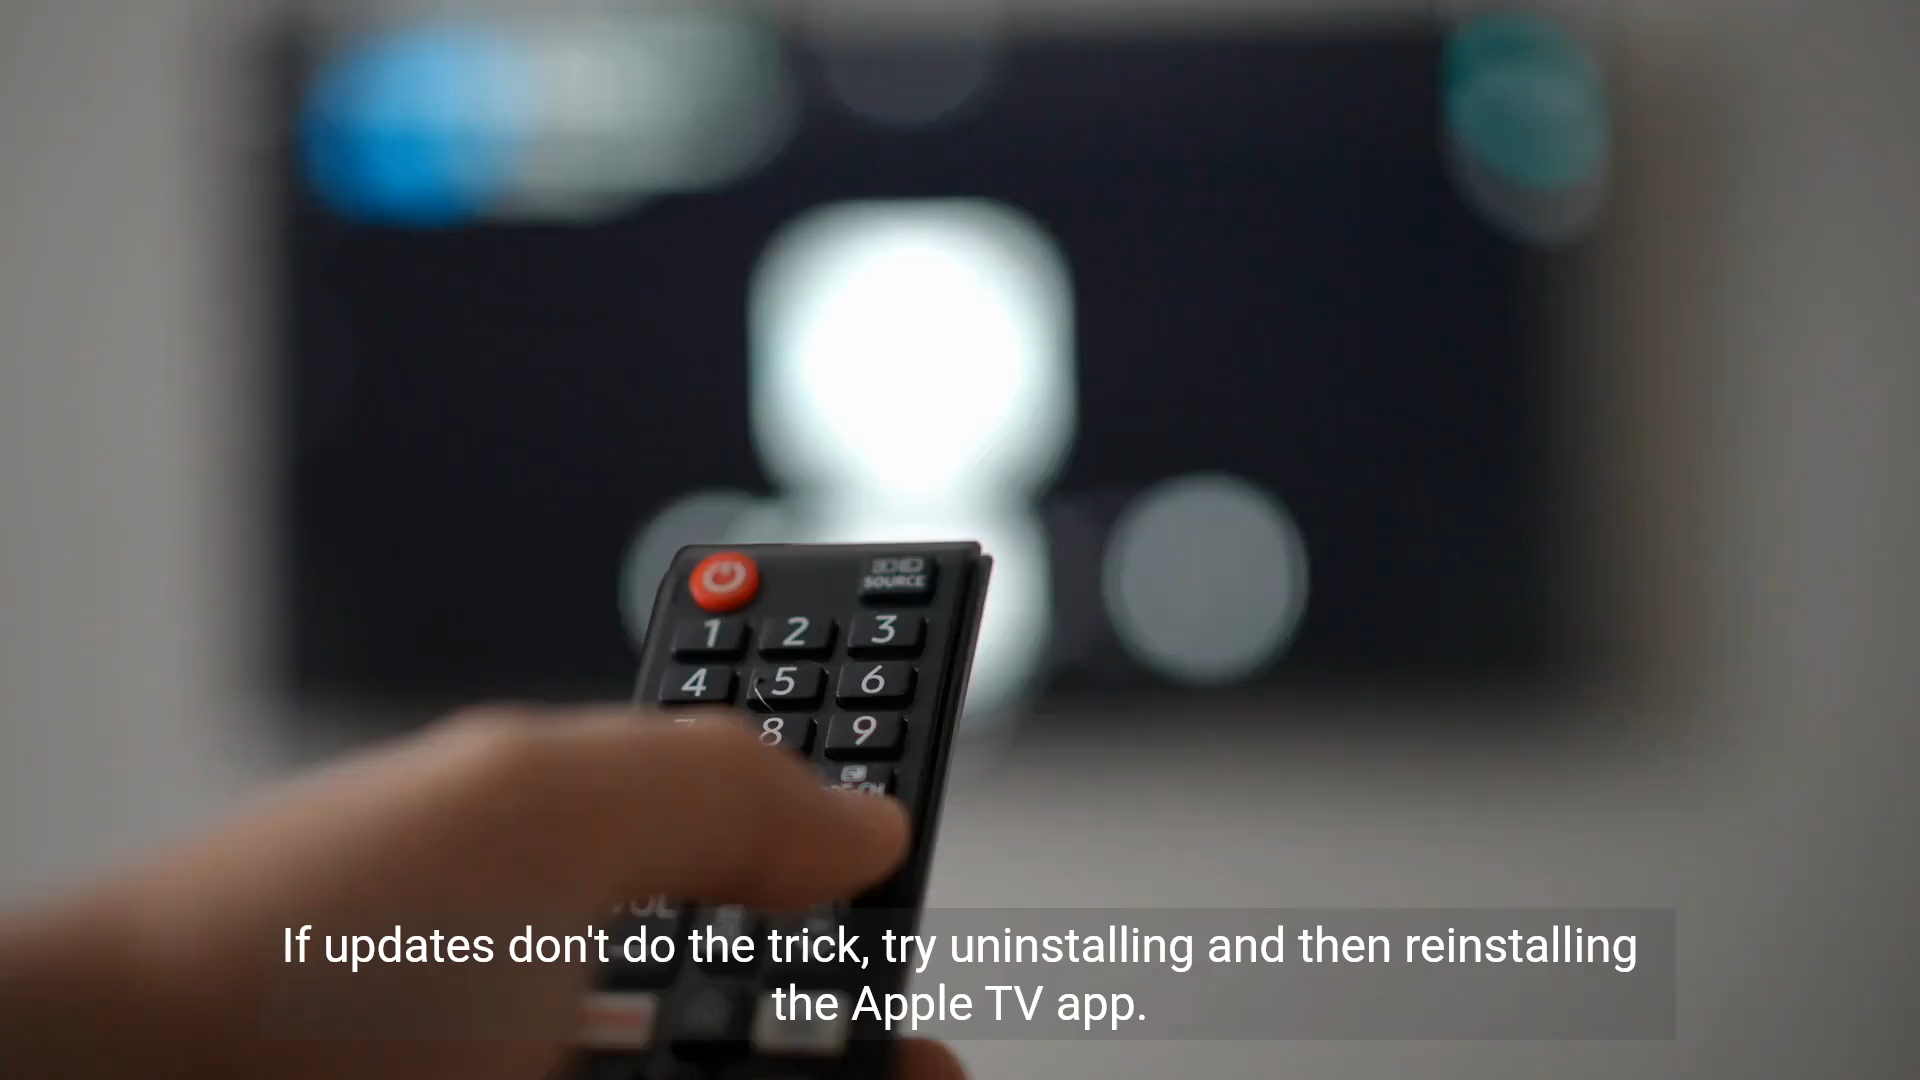 SOURCE
1 2 3
4 5 6
8 9
If updates don't do the trick, try uninstalling and then reinstalling
the Apple TV app.